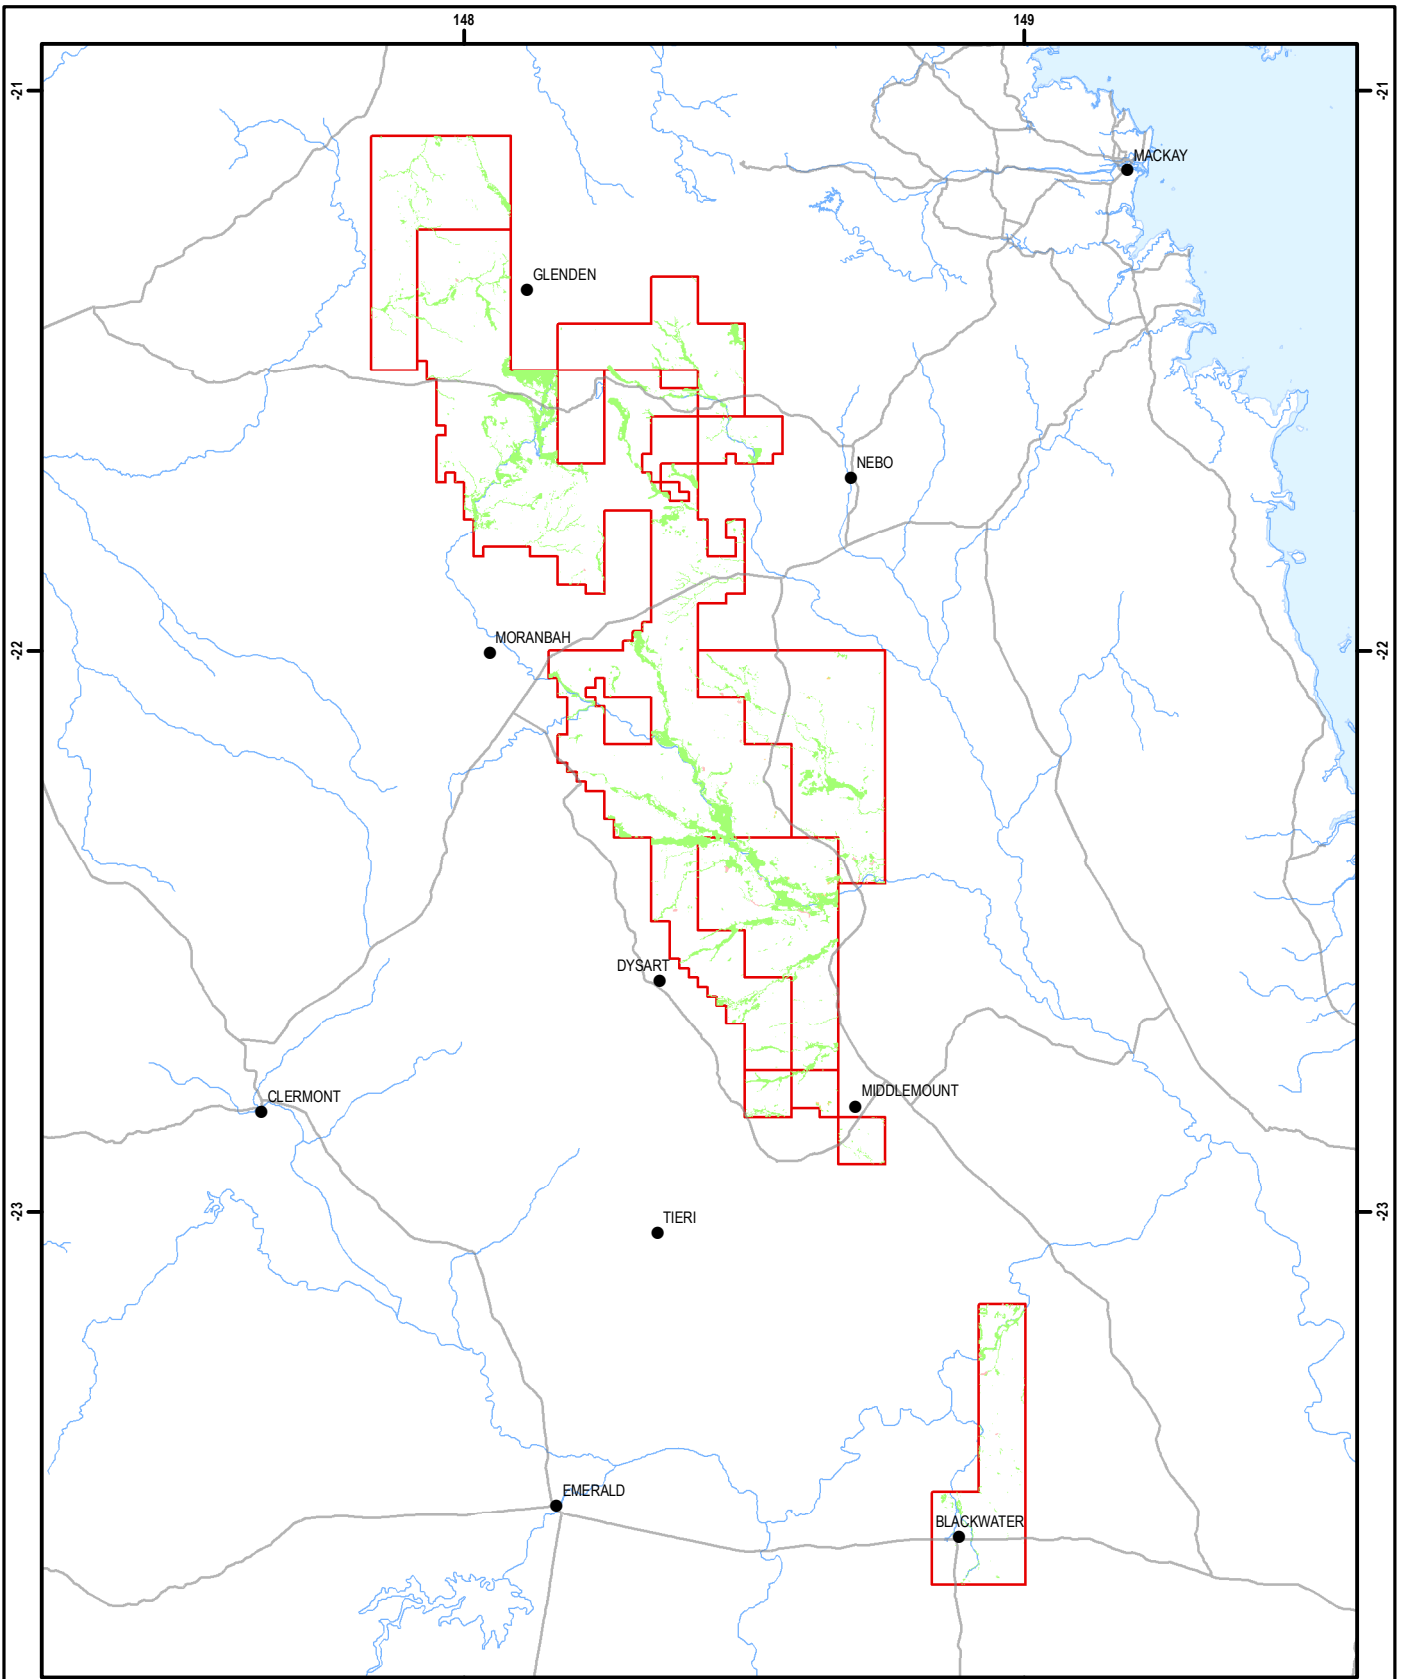 148
149
-21
-21
MACKAY
GLENDEN
NEBO
MORANBAH
-22
-22
DYSART
CLERMONT
MIDDLEMOUNT
-23
-23
TIERI
EMERALD
BLACKWATER